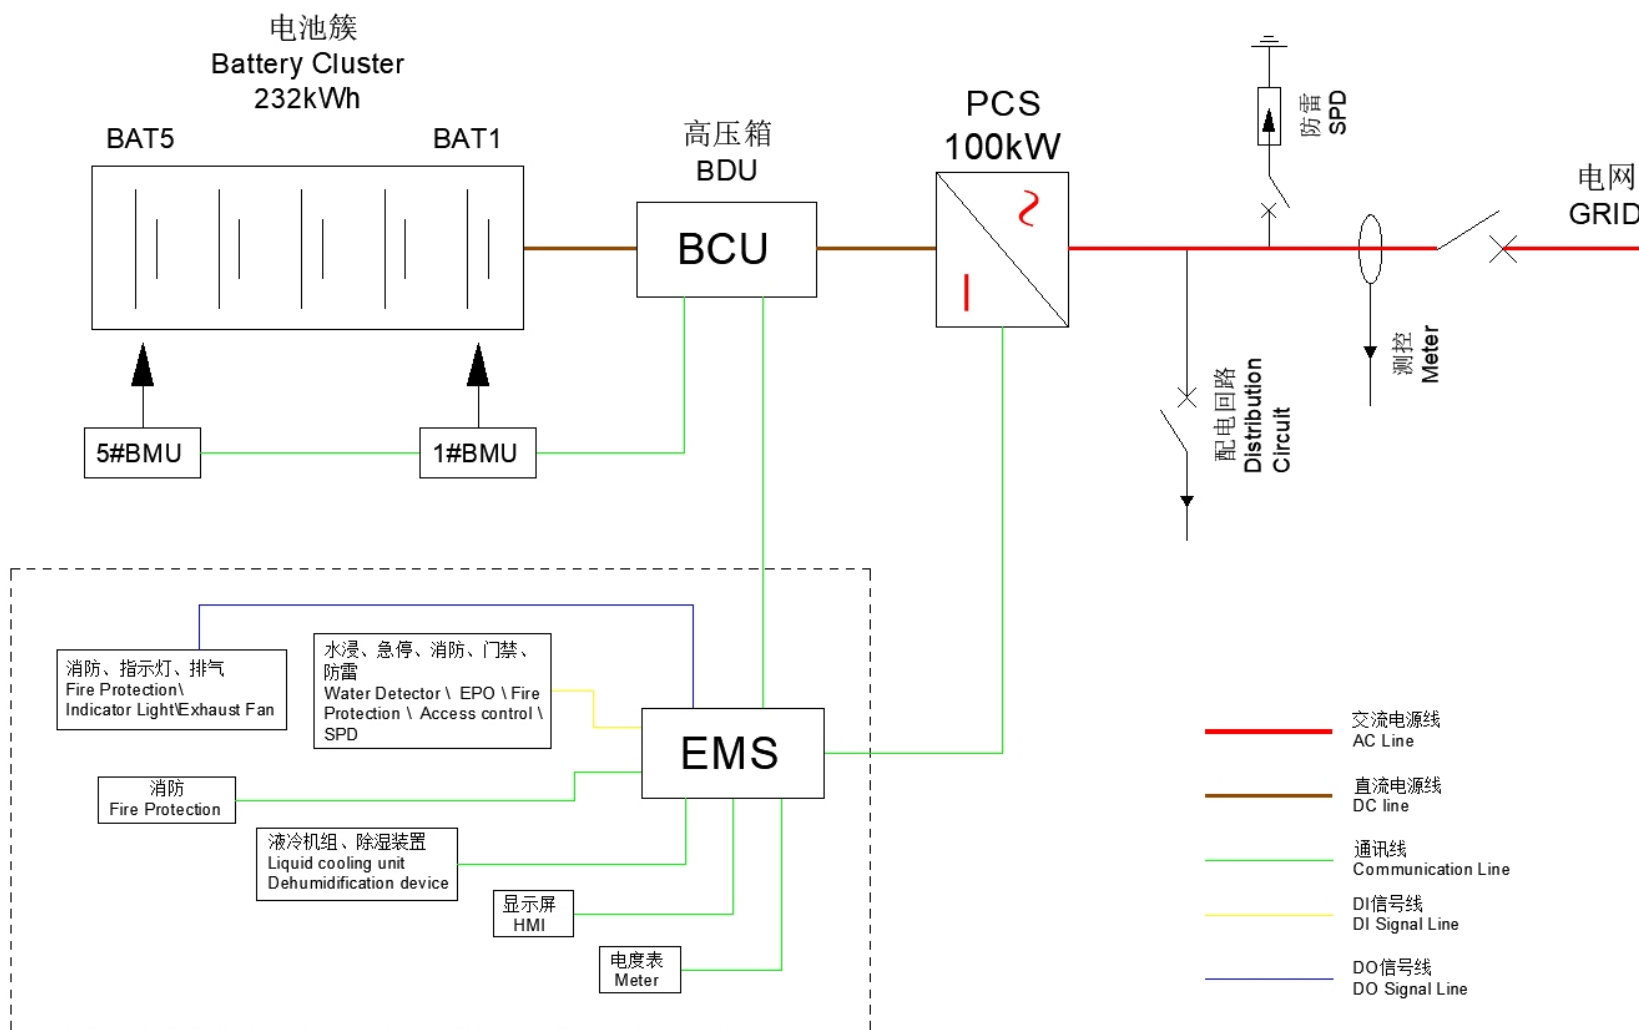 电池簇
Battery Cluster
232kWh
BAT5
BAT1
高压箱
BDU
BCU
PCS
100kW
防雷
SPD
电网
GRID
测控
Meter
配电回路
Distribution
Circuit
5#BMU
1#BMU
消防、指示灯、排气
Fire Protection\
Indicator Light\Exhaust Fan
水浸、急停、消防、门禁、
防雷
Water Detector \ EPO \ Fire
Protection \ Access control \
SPD
EMS
消防
Fire Protection
液冷机组、除湿装置
Liquid cooling unit
Dehumidification device
显示屏
HMI
电度表
Meter
交流电源线
AC Line
直流电源线
DC line
通讯线
Communication Line
DI信号线
DI Signal Line
DO信号线
DO Signal Line